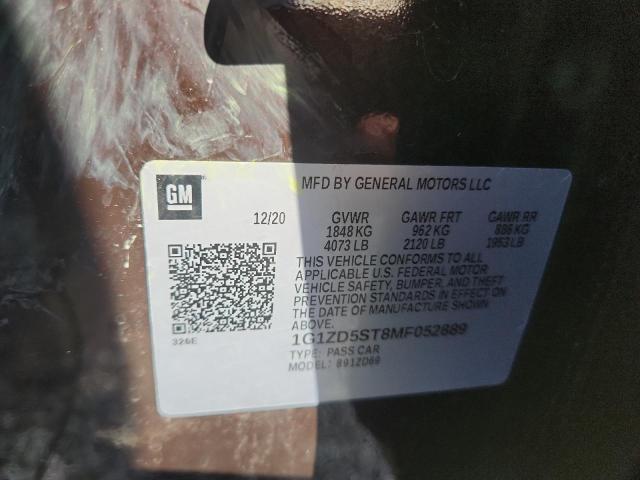 GM
MFD BY GENERAL MOTORS LLC
12/20 GVWR GAWR FRT GAWR RR
1848 KG 962 KG 886 KG
4073 LB 2120 LB 1953 LB
THIS VEHICLE CONFORMS TO ALL
APPLICABLE U.S. FEDERAL MOTOR
VEHICLE SAFETY, BUMPER, AND THEFT
PREVENTION STANDARDS IN EFFECT ON
THE DATE OF MANUFACTURE SHOWN
ABOVE.
326E
1G1ZD5ST8MF052889
TYPE: PASS CAR
MODEL: 891ZD69